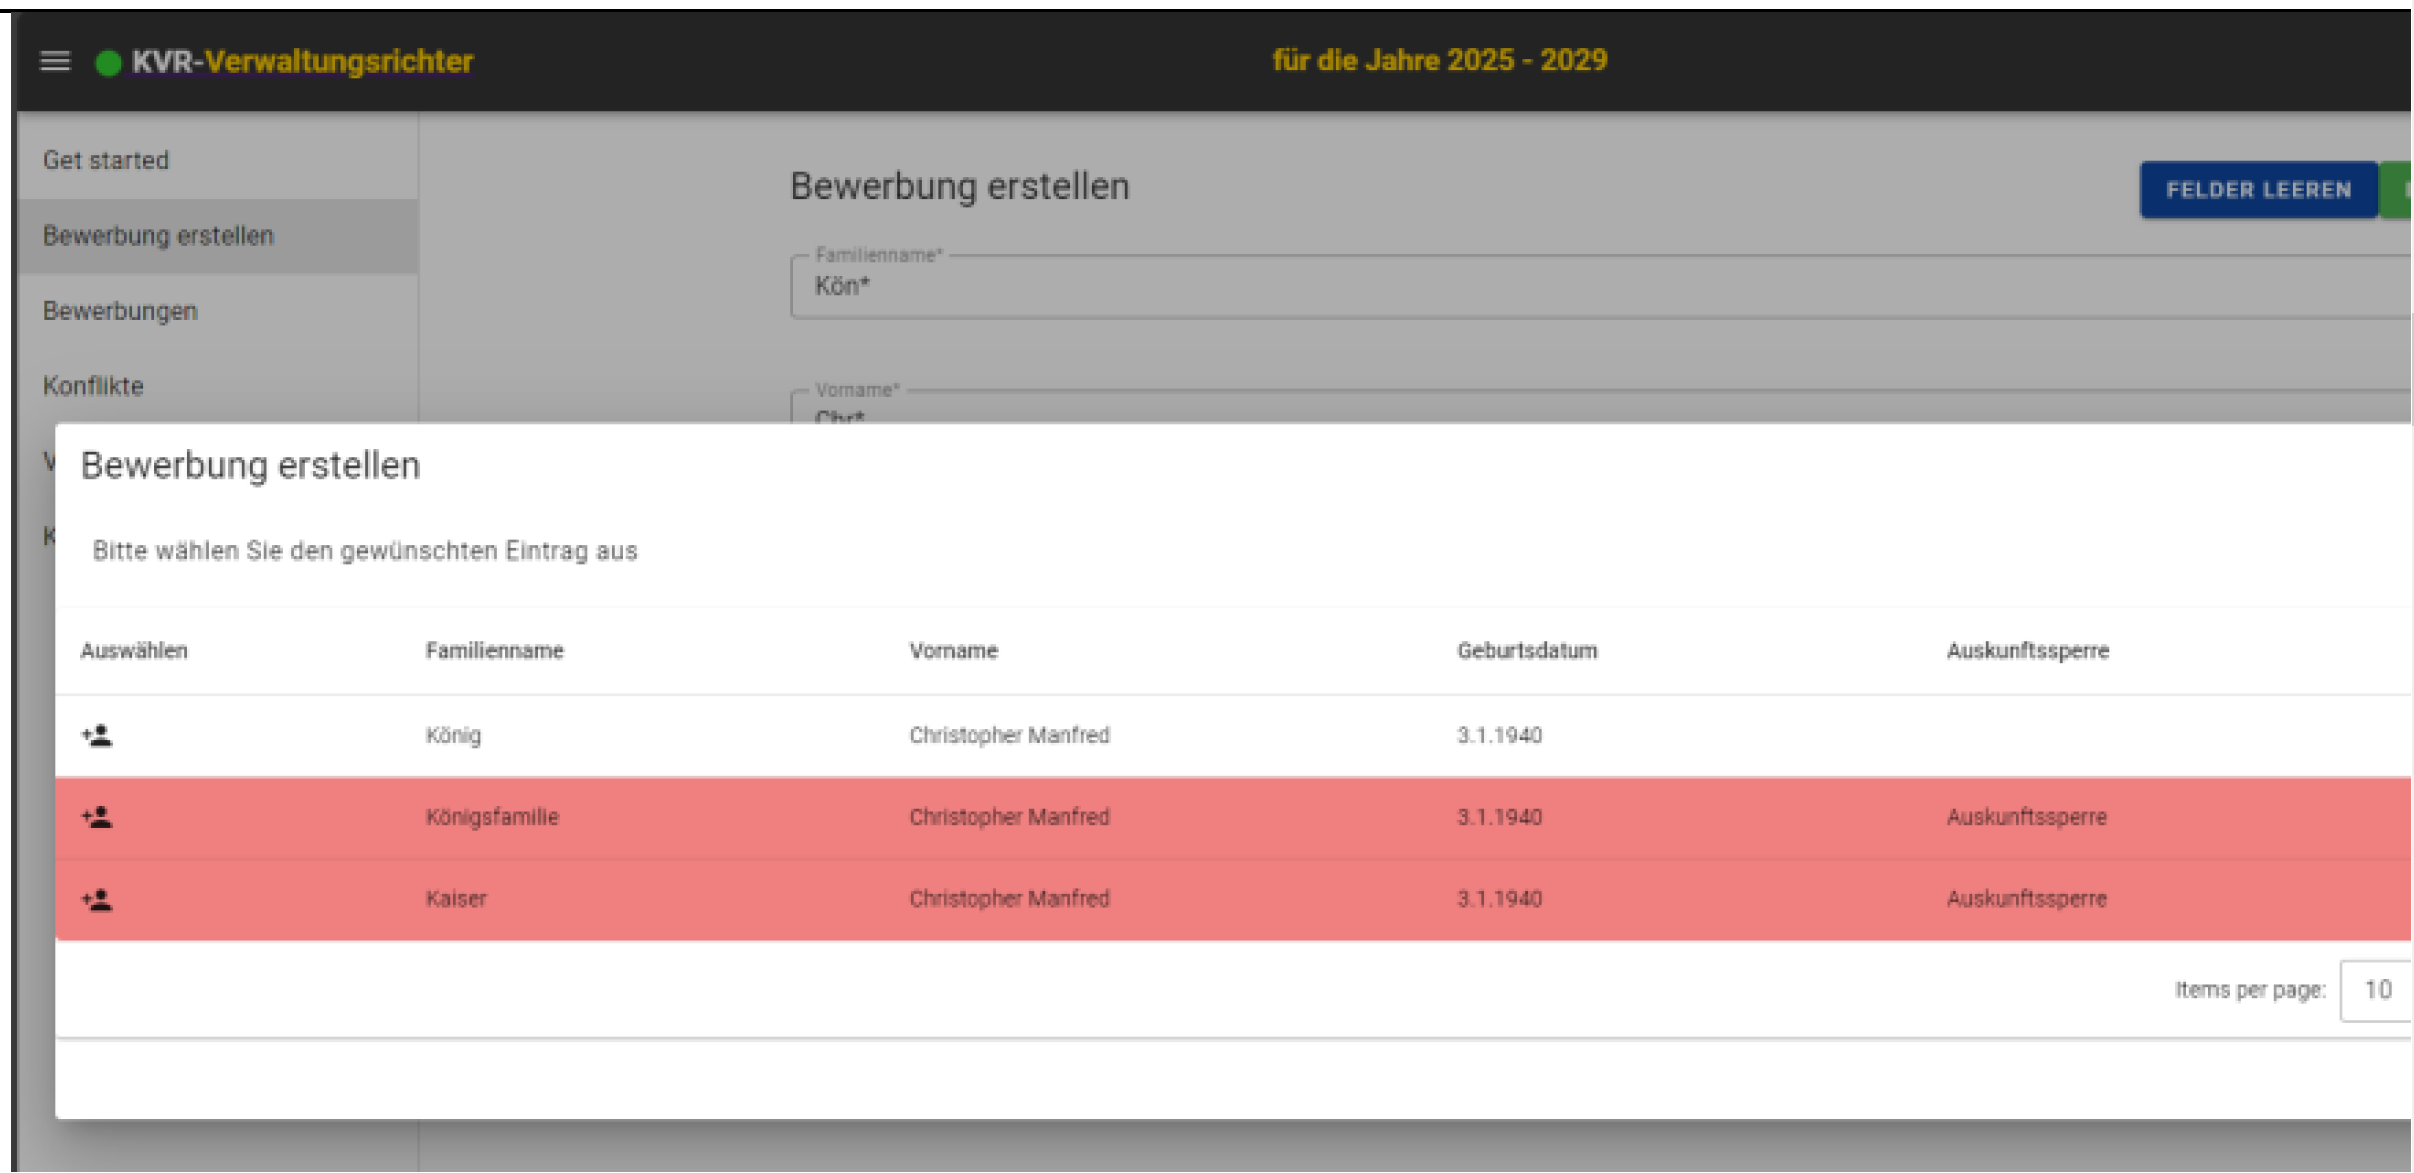 KVR-Verwaltungsrichter
für die Jahre 2025 - 2029
Get started
Bewerbung erstellen
Bewerbungen
Konflikte
Bewerbung erstellen
FELDER LEEREN
Familienname*
Kön*
Vorname*
Chr*
Bewerbung erstellen
Bitte wählen Sie den gewünschten Eintrag aus
Auswählen Familienname Vorname Geburtsdatum Auskunftssperre
König Christopher Manfred 3.1.1940
Königsfamilie Christopher Manfred 3.1.1940 Auskunftssperre
Kaiser Christopher Manfred 3.1.1940 Auskunftssperre
Items per page: 10